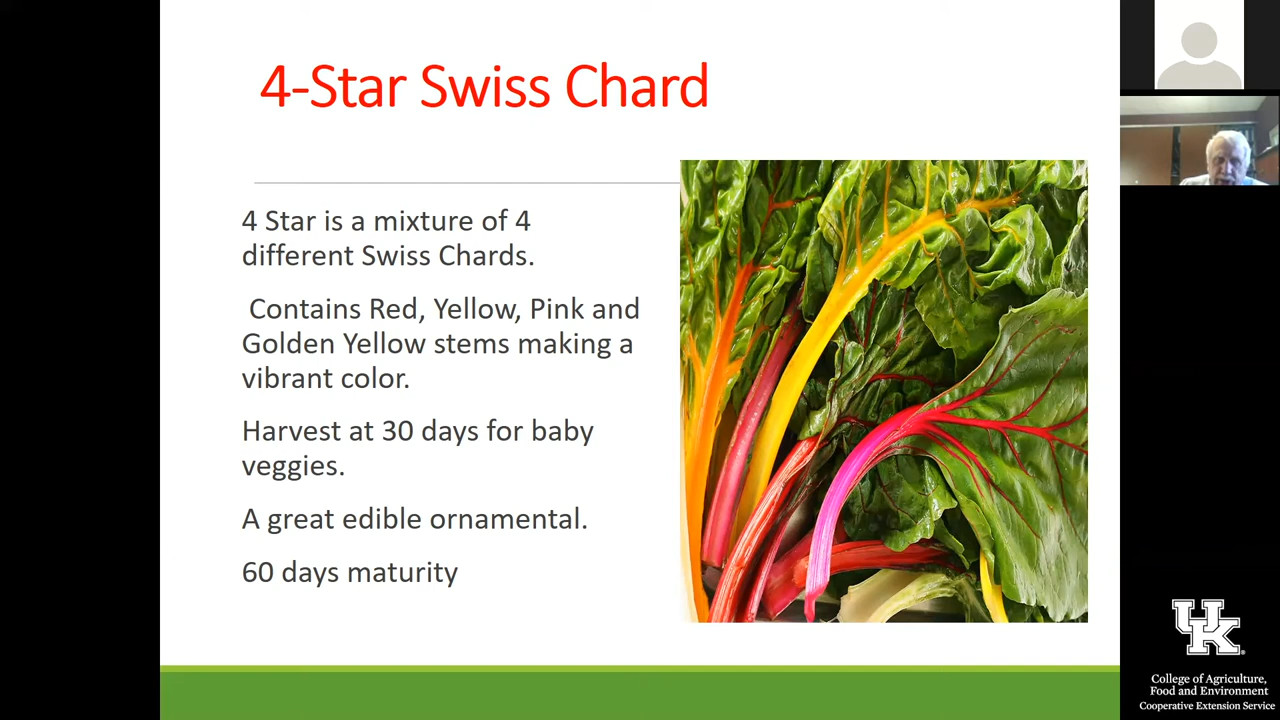 4-Star Swiss Chard
4 Star is a mixture of 4
different Swiss Chards.
Contains Red, Yellow, Pink and
Golden Yellow stems making a
vibrant color.
Harvest at 30 days for baby
veggies.
A great edible ornamental.
60 days maturity
UK
College of Agriculture,
Food and Environment
Cooperative Extension Service